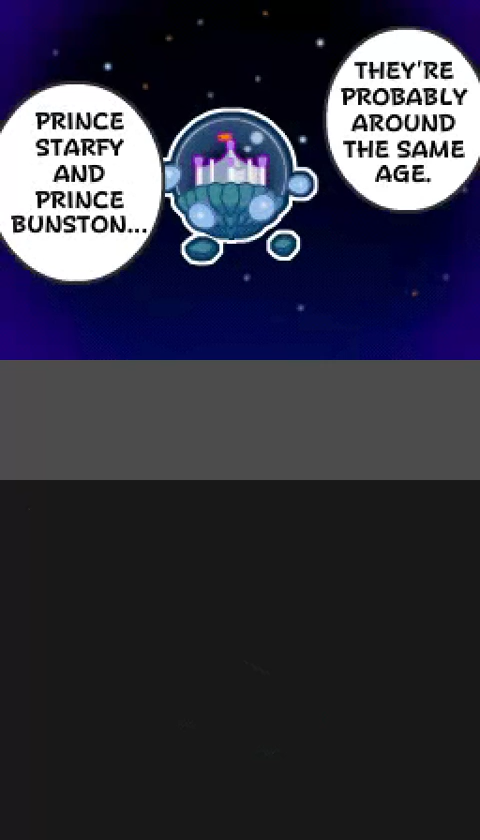 PRINCE
STARFY
AND
PRINCE
BUNSTON...
THEY'RE
PROBABLY
AROUND
THE SAME
AGE.